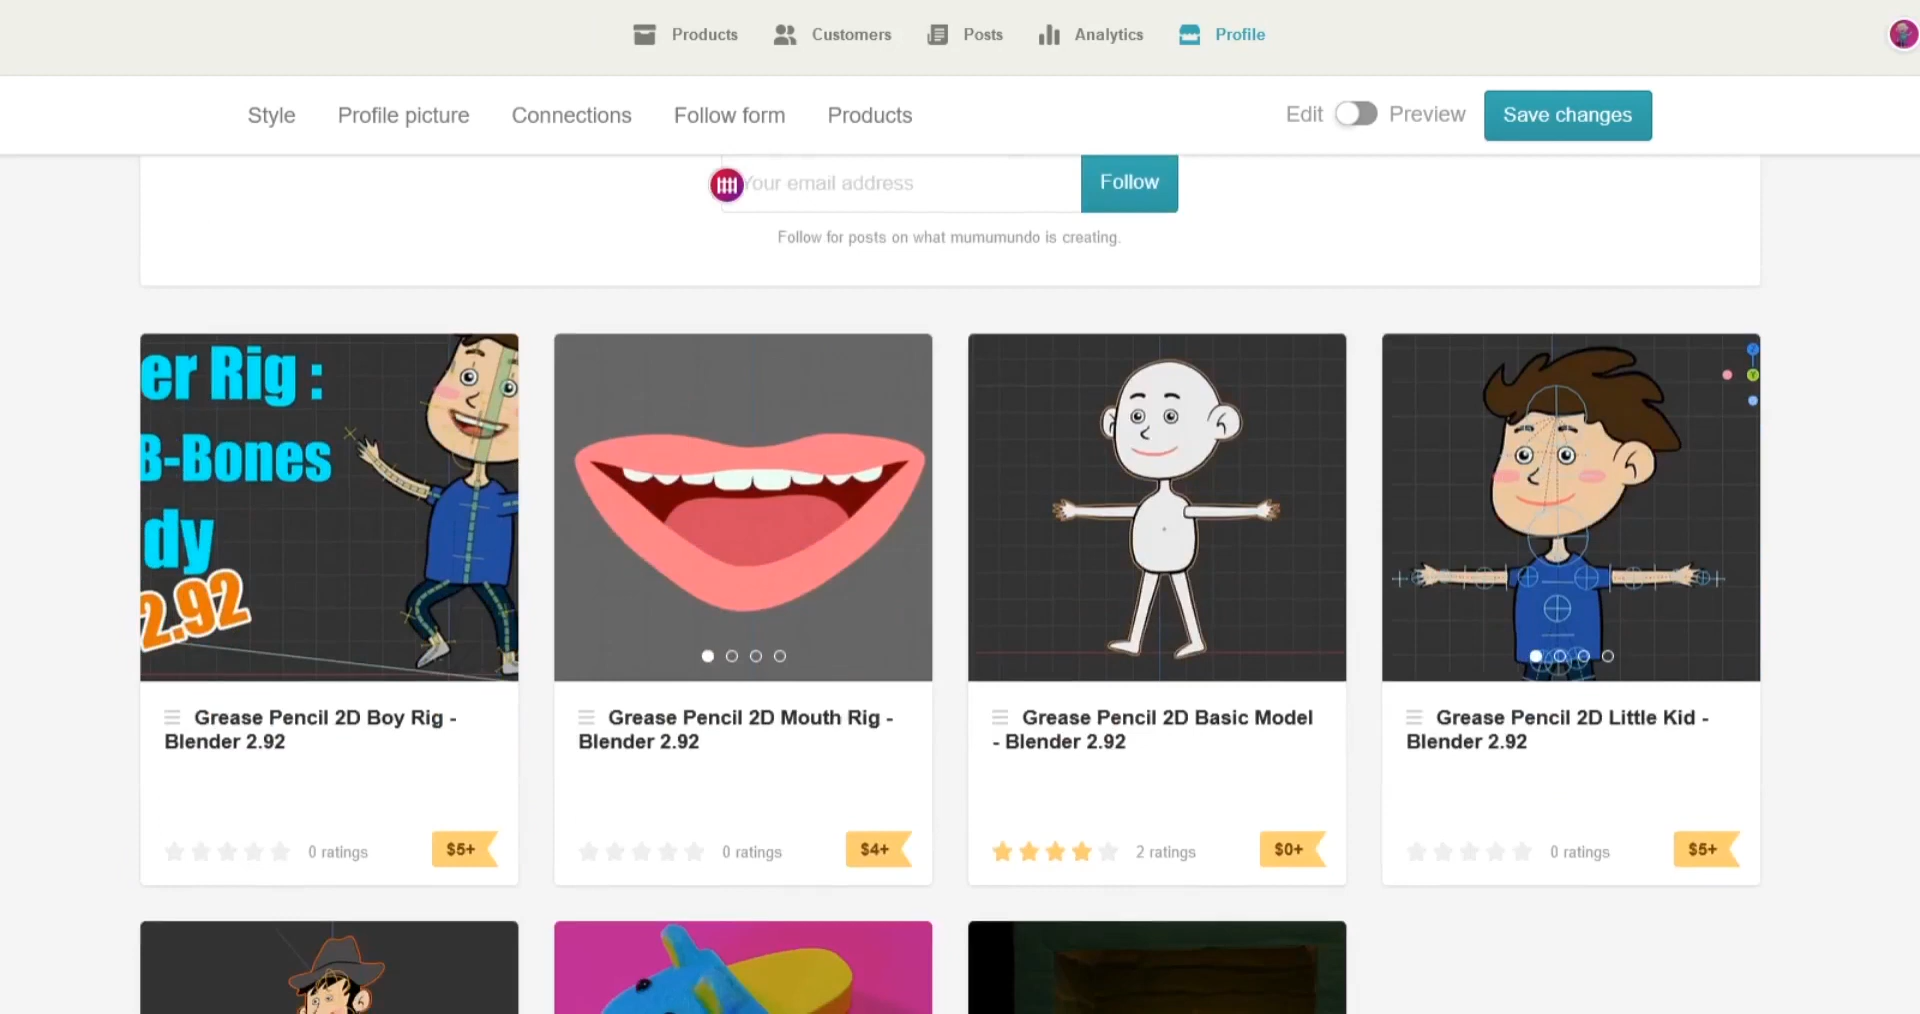 Products Customers Posts Analytics Profile
Style Profile picture Connections Follow form Products Edit Preview Save changes
Your email address Follow
Follow for posts on what mumumundo is creating.
er Rig :
B-Bones
dy
2.92
Grease Pencil 2D Boy Rig -
Blender 2.92
0 ratings $5+
Grease Pencil 2D Mouth Rig -
Blender 2.92
0 ratings $4+
Grease Pencil 2D Basic Model
- Blender 2.92
2 ratings $0+
Grease Pencil 2D Little Kid -
Blender 2.92
0 ratings $5+